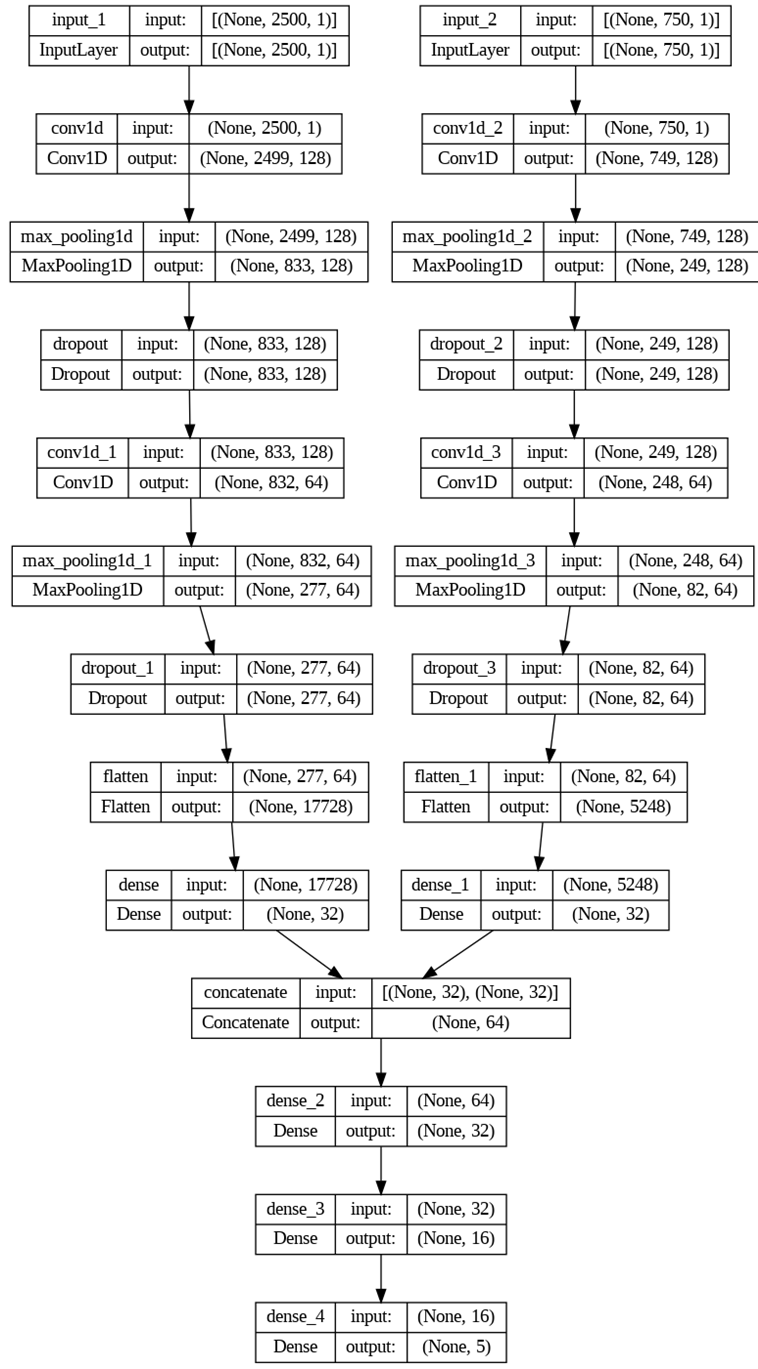 input_1 input: [(None, 2500, 1)]
InputLayer output: [(None, 2500, 1)]
input_2 input: [(None, 750, 1)]
InputLayer output: [(None, 750, 1)]
conv1d input: (None, 2500, 1)
Conv1D output: (None, 2499, 128)
conv1d_2 input: (None, 750, 1)
Conv1D output: (None, 749, 128)
max_pooling1d input: (None, 2499, 128)
MaxPooling1D output: (None, 833, 128)
max_pooling1d_2 input: (None, 749, 128)
MaxPooling1D output: (None, 249, 128)
dropout input: (None, 833, 128)
Dropout output: (None, 833, 128)
dropout_2 input: (None, 249, 128)
Dropout output: (None, 249, 128)
conv1d_1 input: (None, 833, 128)
Conv1D output: (None, 832, 64)
conv1d_3 input: (None, 249, 128)
Conv1D output: (None, 248, 64)
max_pooling1d_1 input: (None, 832, 64)
MaxPooling1D output: (None, 277, 64)
max_pooling1d_3 input: (None, 248, 64)
MaxPooling1D output: (None, 82, 64)
dropout_1 input: (None, 277, 64)
Dropout output: (None, 277, 64)
dropout_3 input: (None, 82, 64)
Dropout output: (None, 82, 64)
flatten input: (None, 277, 64)
Flatten output: (None, 17728)
flatten_1 input: (None, 82, 64)
Flatten output: (None, 5248)
dense input: (None, 17728)
Dense output: (None, 32)
dense_1 input: (None, 5248)
Dense output: (None, 32)
concatenate input: [(None, 32), (None, 32)]
Concatenate output: (None, 64)
dense_2 input: (None, 64)
Dense output: (None, 32)
dense_3 input: (None, 32)
Dense output: (None, 16)
dense_4 input: (None, 16)
Dense output: (None, 5)